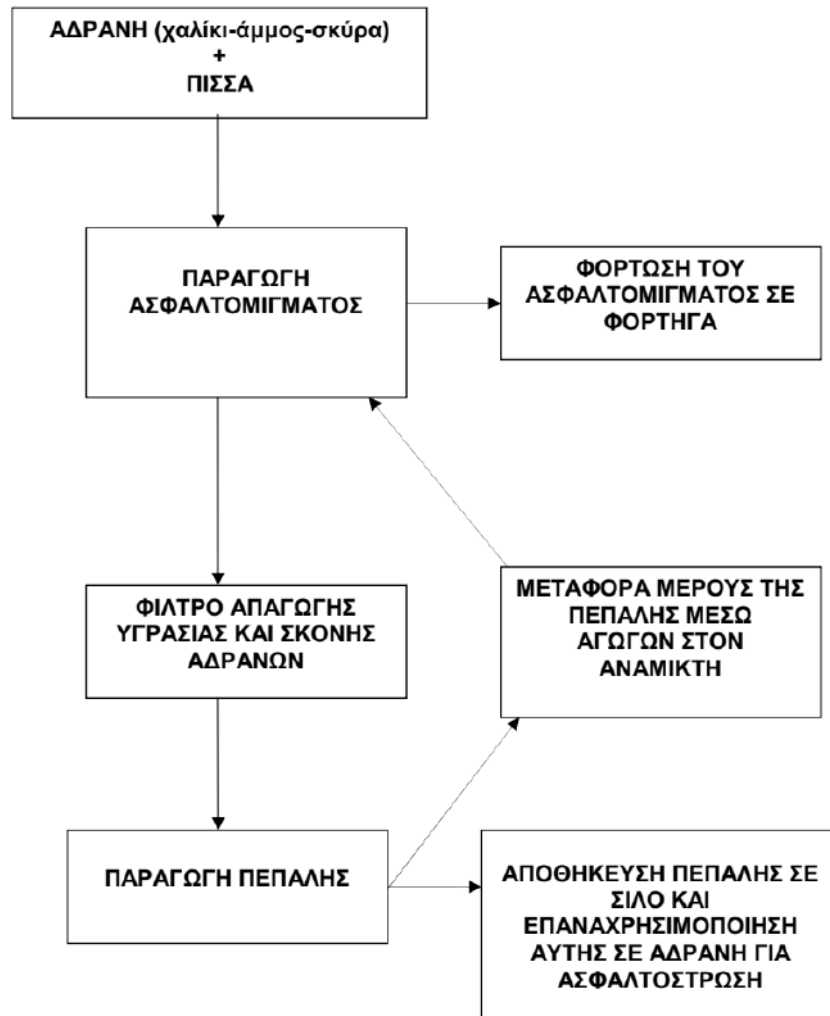 ΑΔΡΑΝΗ (χαλίκι-άμμος-σκύρα)
+
ΠΙΣΣΑ
ΠΑΡΑΓΩΓΗ
ΑΣΦΑΛΤΟΜΙΓΜΑΤΟΣ
ΦΟΡΤΩΣΗ ΤΟΥ
ΑΣΦΑΛΤΟΜΙΓΜΑΤΟΣ ΣΕ
ΦΟΡΤΗΓΑ
ΦΙΛΤΡΟ ΑΠΑΓΩΓΗΣ
ΥΓΡΑΣΙΑΣ ΚΑΙ ΣΚΟΝΗΣ
ΑΔΡΑΝΩΝ
ΜΕΤΑΦΟΡΑ ΜΕΡΟΥΣ ΤΗΣ
ΠΕΠΑΛΗΣ ΜΕΣΩ
ΑΓΩΓΩΝ ΣΤΟΝ
ΑΝΑΜΙΚΤΗ
ΠΑΡΑΓΩΓΗ ΠΕΠΑΛΗΣ
ΑΠΟΘΗΚΕΥΣΗ ΠΕΠΑΛΗΣ ΣΕ
ΣΙΛΟ ΚΑΙ
ΕΠΑΝΑΧΡΗΣΙΜΟΠΟΙΗΣΗ
ΑΥΤΗΣ ΣΕ ΑΔΡΑΝΗ ΓΙΑ
ΑΣΦΑΛΤΟΣΤΡΩΣΗ